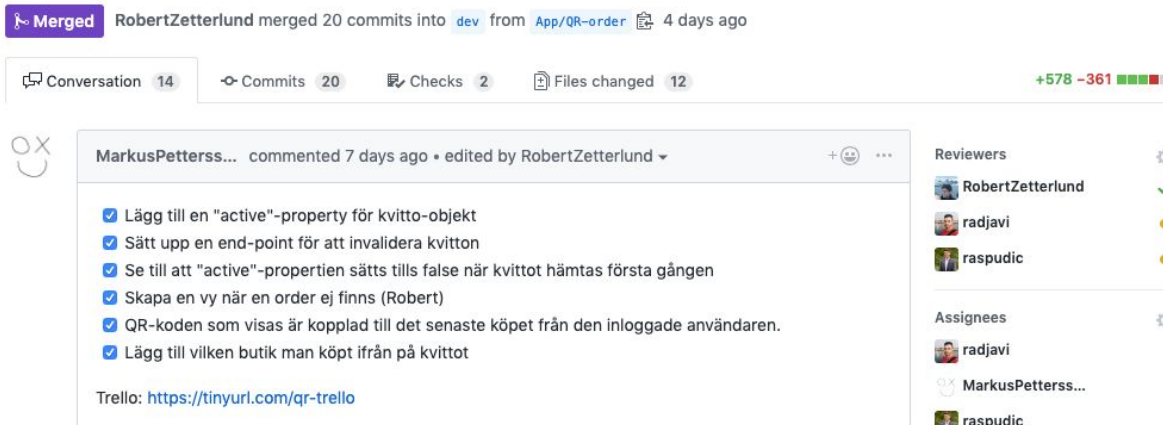 Merged RobertZetterlund merged 20 commits into dev from App/QR-order 4 days ago
Conversation 14 Commits 20 Checks 2 Files changed 12 +578 −361
MarkusPetterss... commented 7 days ago • edited by RobertZetterlund
Lägg till en "active"-property för kvitto-objekt
Sätt upp en end-point för att invalidera kvitton
Se till att "active"-propertien sätts tills false när kvittot hämtas första gången
Skapa en vy när en order ej finns (Robert)
QR-koden som visas är kopplad till det senaste köpet från den inloggade användaren.
Lägg till vilken butik man köpt ifrån på kvittot
Trello: https://tinyurl.com/qr-trello
Reviewers
RobertZetterlund
radjavi
raspudic
Assignees
radjavi
MarkusPetterss...
raspudic